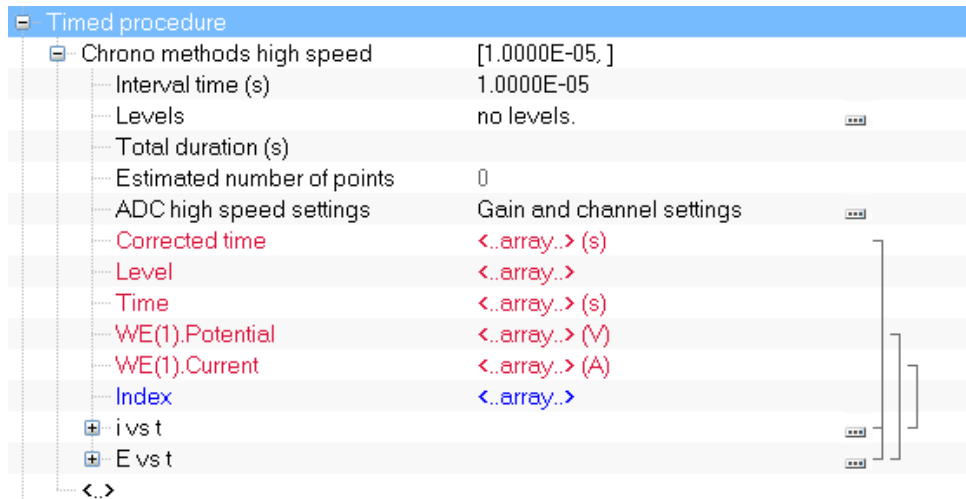 Timed procedure
Chrono methods high speed [1.0000E-05, ]
Interval time (s) 1.0000E-05
Levels no levels.
Total duration (s)
Estimated number of points 0
ADC high speed settings Gain and channel settings
Corrected time <..array..> (s)
Level <..array..>
Time <..array..> (s)
WE(1).Potential <..array..> (V)
WE(1).Current <..array..> (A)
Index <..array..>
i vs t
E vs t
<..>